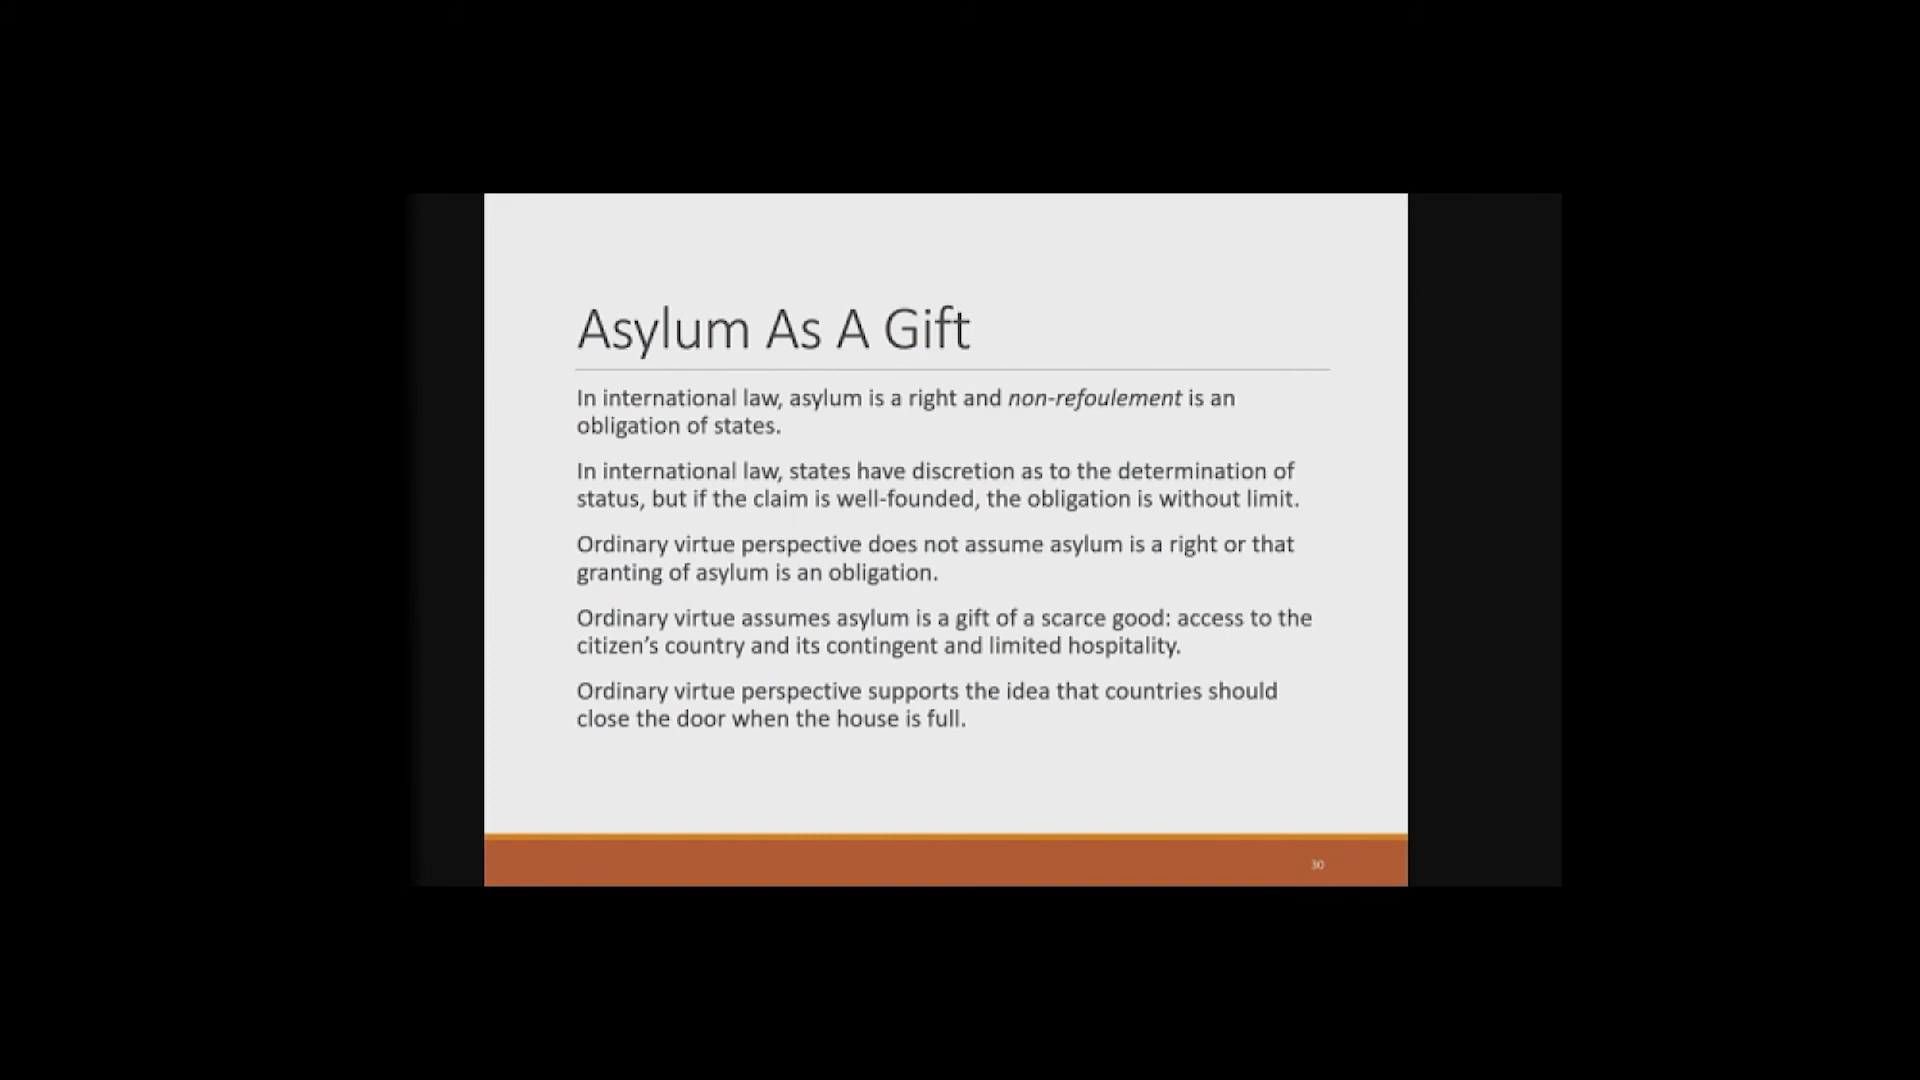 Asylum As A Gift
In international law, asylum is a right and non-refoulement is an
obligation of states.
In international law, states have discretion as to the determination of
status, but if the claim is well-founded, the obligation is without limit.
Ordinary virtue perspective does not assume asylum is a right or that
granting of asylum is an obligation.
Ordinary virtue assumes asylum is a gift of a scarce good: access to the
citizen’s country and its contingent and limited hospitality.
Ordinary virtue perspective supports the idea that countries should
close the door when the house is full.
30